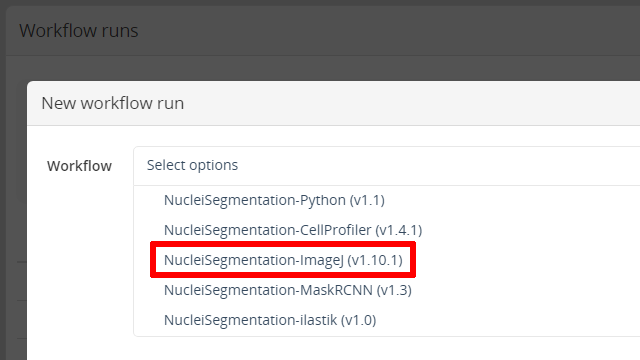 Workflow runs
New workflow run
Workflow
Select options
NucleiSegmentation-Python (v1.1)
NucleiSegmentation-CellProfiler (v1.4.1)
NucleiSegmentation-ImageJ (v1.10.1)
NucleiSegmentation-MaskRCNN (v1.3)
NucleiSegmentation-ilastik (v1.0)